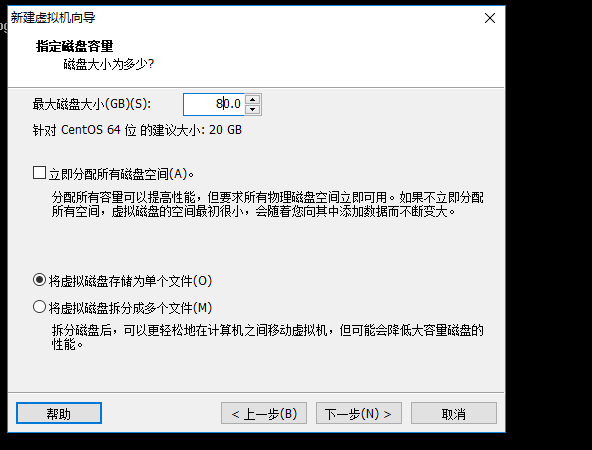 新建虚拟机向导
指定磁盘容量
磁盘大小为多少?
最大磁盘大小(GB)(S): 80.0
针对 CentOS 64 位 的建议大小: 20 GB
立即分配所有磁盘空间(A)。
分配所有容量可以提高性能，但要求所有物理磁盘空间立即可用。如果不立即分配
所有空间，虚拟磁盘的空间最初很小，会随着您向其中添加数据而不断变大。
将虚拟磁盘存储为单个文件(O)
将虚拟磁盘拆分成多个文件(M)
拆分磁盘后，可以更轻松地在计算机之间移动虚拟机，但可能会降低大容量磁盘的
性能。
帮助 < 上一步(B) 下一步(N) > 取消